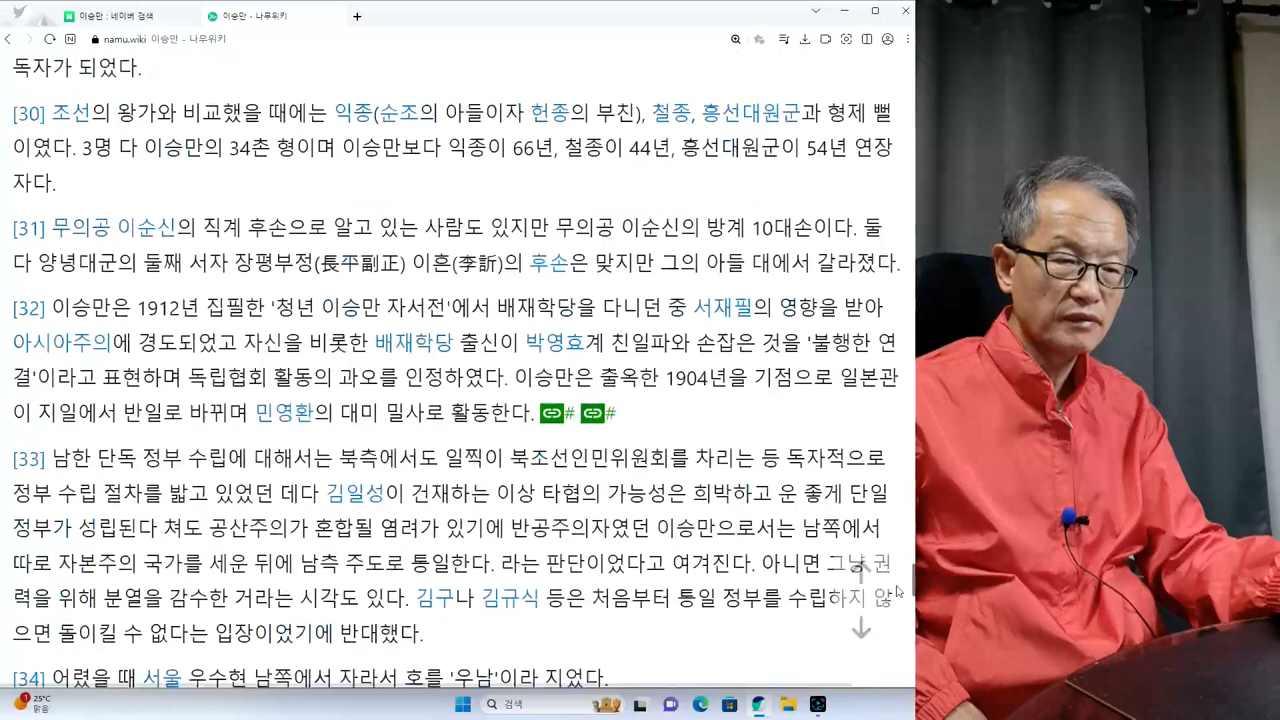 이승만 : 네이버 검색
이승만 - 나무위키
namu.wiki 이승만 - 나무위키
독자가 되었다.
[30] 조선의 왕가와 비교했을 때에는 익종(순조의 아들이자 헌종의 부친), 철종, 흥선대원군과 형제 뻘
이였다. 3명 다 이승만의 34촌 형이며 이승만보다 익종이 66년, 철종이 44년, 흥선대원군이 54년 연장
자다.
[31] 무의공 이순신의 직계 후손으로 알고 있는 사람도 있지만 무의공 이순신의 방계 10대손이다. 둘
다 양녕대군의 둘째 서자 장평부정(長平副正) 이흔(李訢)의 후손은 맞지만 그의 아들 대에서 갈라졌다.
[32] 이승만은 1912년 집필한 '청년 이승만 자서전'에서 배재학당을 다니던 중 서재필의 영향을 받아
아시아주의에 경도되었고 자신을 비롯한 배재학당 출신이 박영효계 친일파와 손잡은 것을 '불행한 연
결'이라고 표현하며 독립협회 활동의 과오를 인정하였다. 이승만은 출옥한 1904년을 기점으로 일본관
이 지일에서 반일로 바뀌며 민영환의 대미 밀사로 활동한다. # #
[33] 남한 단독 정부 수립에 대해서는 북측에서도 일찍이 북조선인민위원회를 차리는 등 독자적으로
정부 수립 절차를 밟고 있었던 데다 김일성이 건재하는 이상 타협의 가능성은 희박하고 운 좋게 단일
정부가 성립된다 쳐도 공산주의가 혼합될 염려가 있기에 반공주의자였던 이승만으로서는 남쪽에서
따로 자본주의 국가를 세운 뒤에 남측 주도로 통일한다. 라는 판단이었다고 여겨진다. 아니면 그냥 권
력을 위해 분열을 감수한 거라는 시각도 있다. 김구나 김규식 등은 처음부터 통일 정부를 수립하지 않
으면 돌이킬 수 없다는 입장이었기에 반대했다.
[34] 어렸을 때 서울 우수현 남쪽에서 자라서 호를 '우남'이라 지었다.
1
25°C
맑음
검색